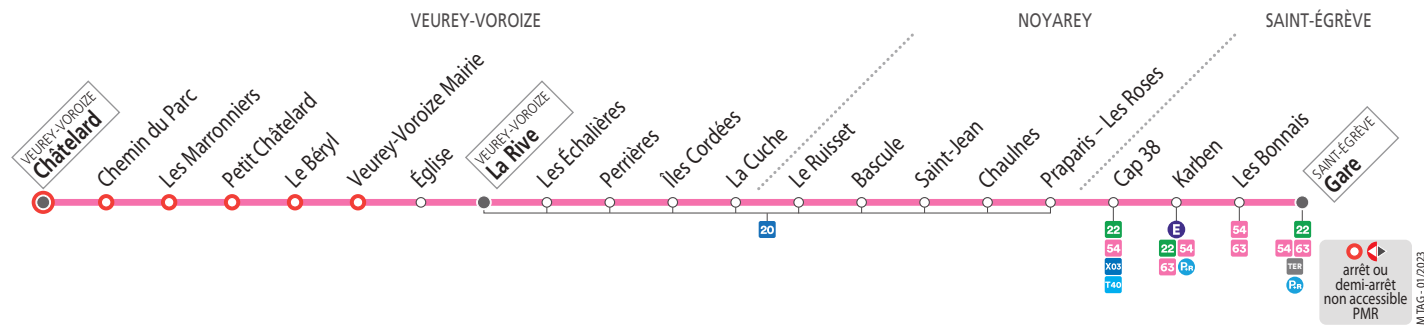 VEUREY-VOROIZE
NOYAREY
SAINT-ÉGRÈVE
VEUREY-VOROIZE
Châtelard
Chemin du Parc
Les Marronniers
Petit Châtelard
Le Béryl
Veurey-Voroize Mairie
Église
VEUREY-VOROIZE
La Rive
Les Échalières
Perrières
Îles Cordées
La Cuche
Le Ruisset
Bascule
Saint-Jean
Chaulnes
Praparis – Les Roses
Cap 38
Karben
Les Bonnais
SAINT-ÉGRÈVE
Gare
20
22
54
X03
T40
E
22 54
63 P+R
54
63
22
54 63
TER
P+R
arrêt ou
demi-arrêt
non accessible
PMR
M TAG - 01/2023